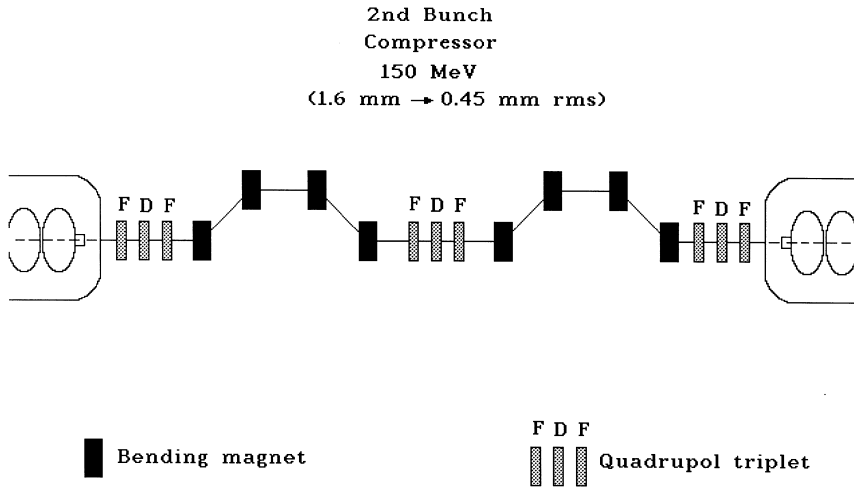 2nd Bunch
Compressor
150 MeV
(1.6 mm → 0.45 mm rms)
F D F
F D F
F D F
Bending magnet
F D F
Quadrupol triplet